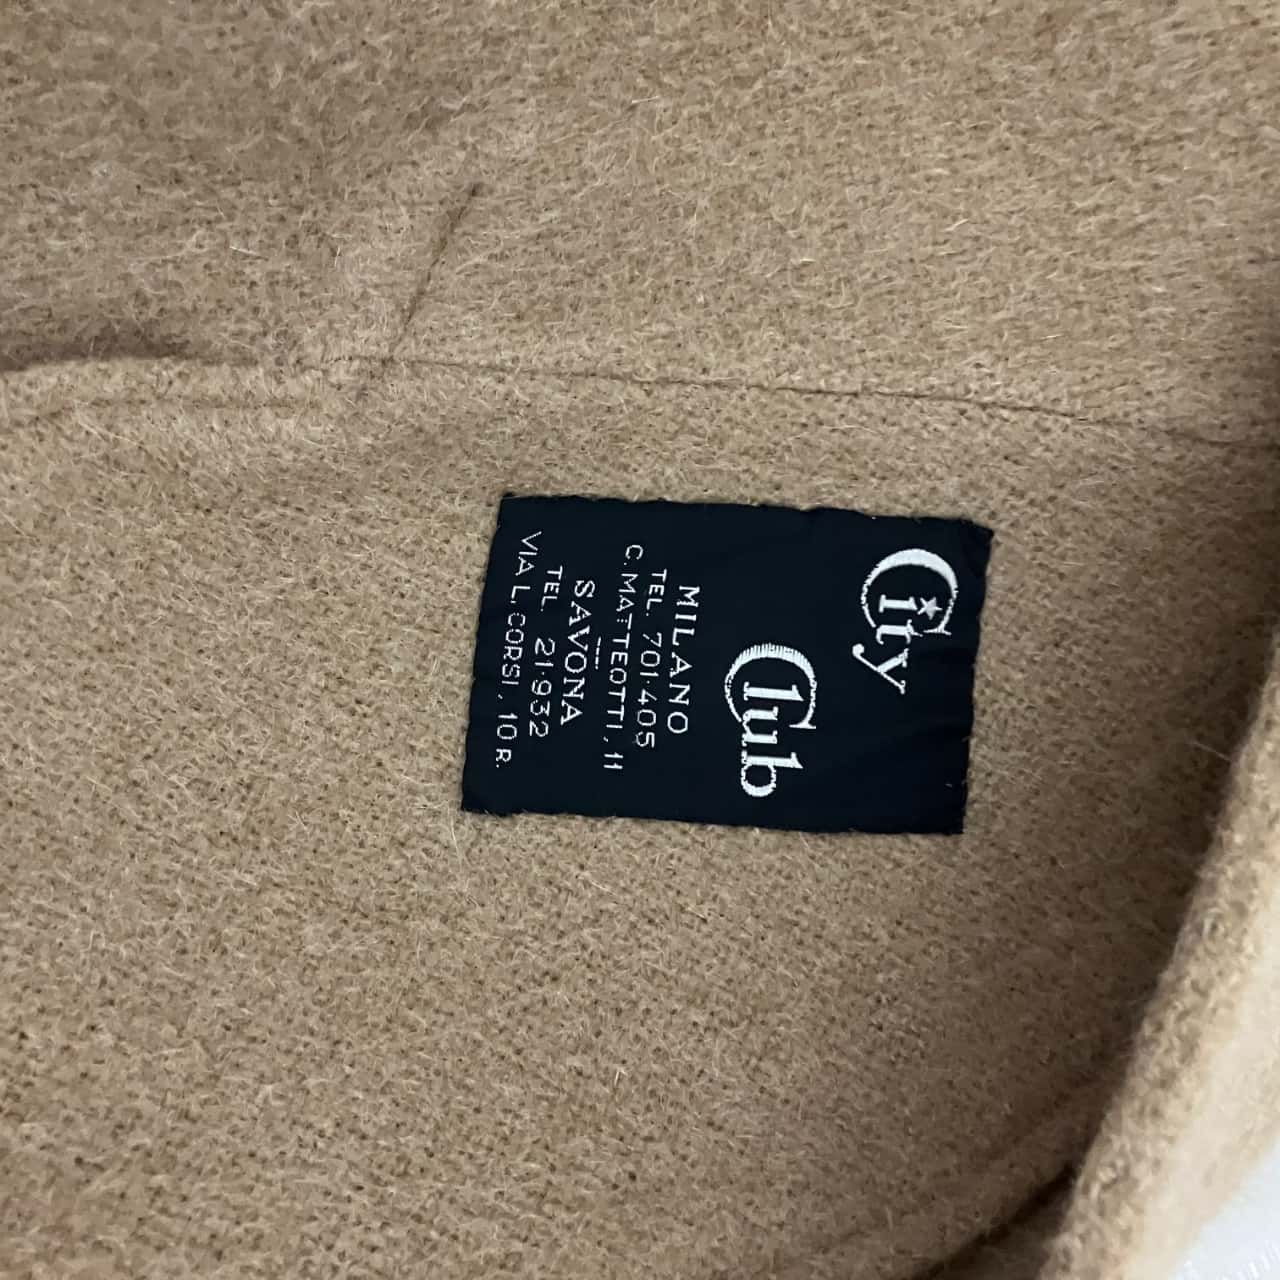 City
Club
MILANO
TEL. 701·405
C. MATTEOTTI, 11
SAVONA
TEL. 21·932
VIA L. CORSI, 10 R.